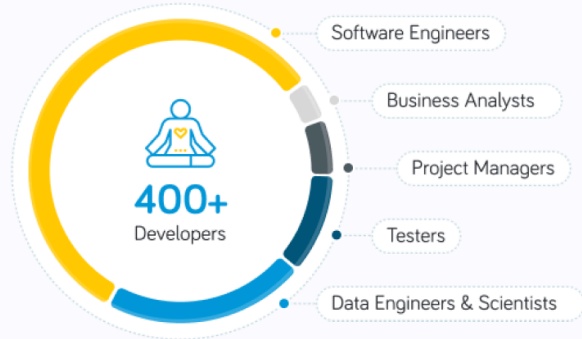 Software Engineers
Business Analysts
Project Managers
Testers
Data Engineers & Scientists
400+
Developers